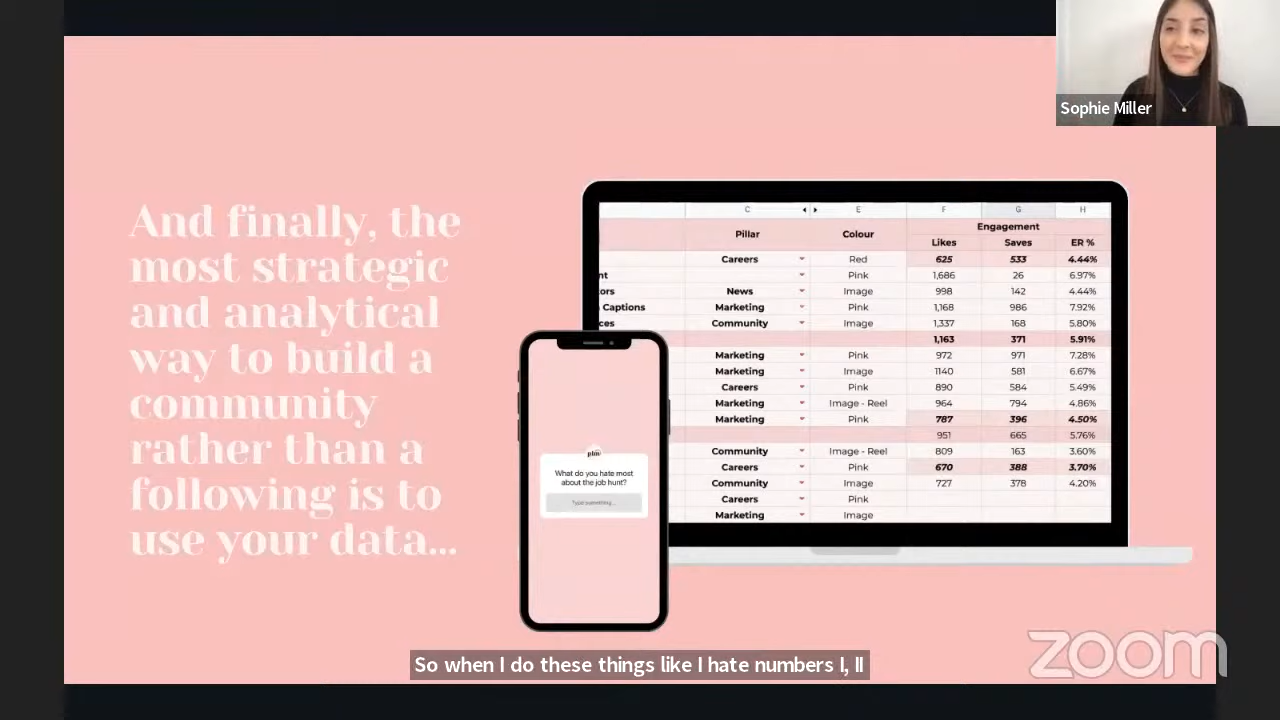 Sophie Miller
And finally, the
most strategic
and analytical
way to build a
community
rather than a
following is to
use your data...
C E F G H
Pillar Colour Engagement
Likes Saves ER %
Careers Red 625 533 4.44%
nt Pink 1,686 26 6.97%
ors News Image 998 142 4.44%
Captions Marketing Pink 1,168 986 7.92%
ces Community Image 1,337 168 5.80%
1,163 371 5.91%
Marketing Pink 972 971 7.28%
Marketing Image 1140 581 6.67%
Careers Pink 890 584 5.49%
Marketing Image - Reel 964 794 4.86%
Marketing Pink 787 396 4.50%
951 665 5.76%
Community Image - Reel 809 163 3.60%
Careers Pink 670 388 3.70%
Community Image 727 378 4.20%
Careers Pink
Marketing Image
What do you hate most
about the job hunt?
Type something...
So when I do these things like I hate numbers I, II
zoom